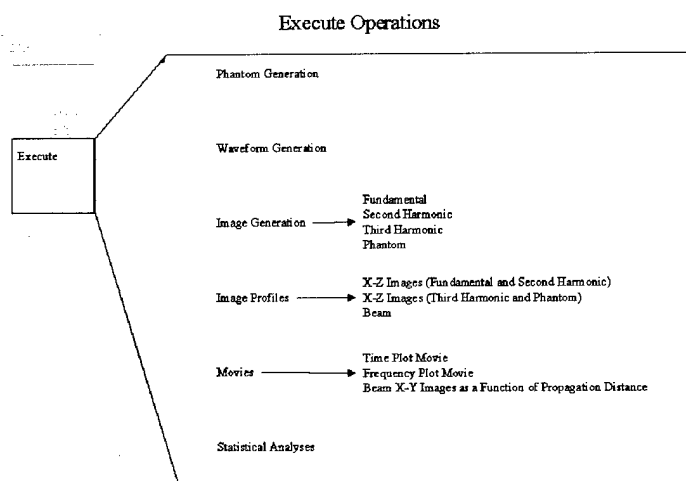 Execute Operations
Phantom Generation
Execute
Waveform Generation
Image Generation
Fundamental
Second Harmonic
Third Harmonic
Phantom
Image Profiles
X-Z Images (Fundamental and Second Harmonic)
X-Z Images (Third Harmonic and Phantom)
Beam
Movies
Time Plot Movie
Frequency Plot Movie
Beam X-Y Images as a Function of Propagation Distance
Statistical Analyses